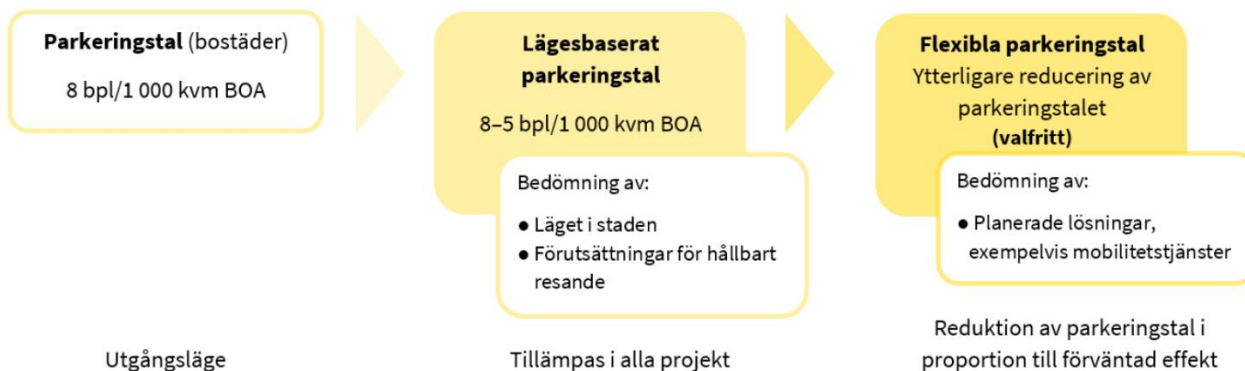 Parkeringstal (bostäder)
8 bpl/1 000 kvm BOA
Utgångsläge
Lägesbaserat
parkeringstal
8–5 bpl/1 000 kvm BOA
Bedömning av:
● Läget i staden
● Förutsättningar för hållbart
resande
Tillämpas i alla projekt
Flexibla parkeringstal
Ytterligare reducering av
parkeringstalet
(valfritt)
Bedömning av:
● Planerade lösningar,
exempelvis mobilitetstjänster
Reduktion av parkeringstal i
proportion till förväntad effekt